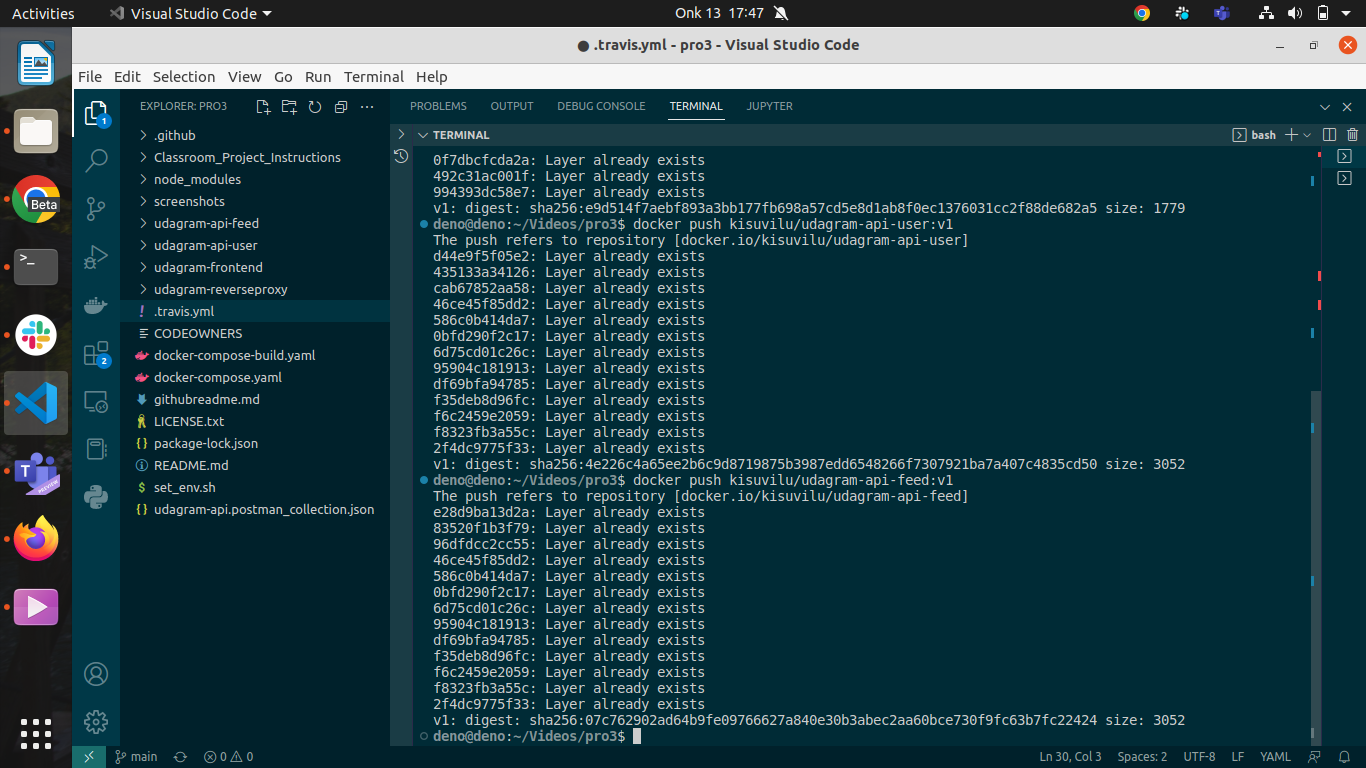 Activities
Visual Studio Code
Onk 13 17:47
● .travis.yml - pro3 - Visual Studio Code
File Edit Selection View Go Run Terminal Help
EXPLORER: PRO3
.github
Classroom_Project_Instructions
node_modules
screenshots
udagram-api-feed
udagram-api-user
udagram-frontend
udagram-reverseproxy
! .travis.yml
CODEOWNERS
docker-compose-build.yaml
docker-compose.yaml
githubreadme.md
LICENSE.txt
{} package-lock.json
README.md
$ set_env.sh
{} udagram-api.postman_collection.json
1
2
Beta
PREVIEW
PROBLEMS OUTPUT DEBUG CONSOLE TERMINAL JUPYTER
TERMINAL
bash
0f7dbcfcda2a: Layer already exists
492c31ac001f: Layer already exists
994393dc58e7: Layer already exists
v1: digest: sha256:e9d514f7aebf893a3bb177fb698a57cd5e8d1ab8f0ec1376031cc2f88de682a5 size: 1779
deno@deno:~/Videos/pro3$ docker push kisuvilu/udagram-api-user:v1
The push refers to repository [docker.io/kisuvilu/udagram-api-user]
d44e9f5f05e2: Layer already exists
435133a34126: Layer already exists
cab67852aa58: Layer already exists
46ce45f85dd2: Layer already exists
586c0b414da7: Layer already exists
0bfd290f2c17: Layer already exists
6d75cd01c26c: Layer already exists
95904c181913: Layer already exists
df69bfa94785: Layer already exists
f35deb8d96fc: Layer already exists
f6c2459e2059: Layer already exists
f8323fb3a55c: Layer already exists
2f4dc9775f33: Layer already exists
v1: digest: sha256:4e226c4a65ee2b6c9d8719875b3987edd6548266f7307921ba7a407c4835cd50 size: 3052
deno@deno:~/Videos/pro3$ docker push kisuvilu/udagram-api-feed:v1
The push refers to repository [docker.io/kisuvilu/udagram-api-feed]
e28d9ba13d2a: Layer already exists
83520f1b3f79: Layer already exists
96dfdcc2cc55: Layer already exists
46ce45f85dd2: Layer already exists
586c0b414da7: Layer already exists
0bfd290f2c17: Layer already exists
6d75cd01c26c: Layer already exists
95904c181913: Layer already exists
df69bfa94785: Layer already exists
f35deb8d96fc: Layer already exists
f6c2459e2059: Layer already exists
f8323fb3a55c: Layer already exists
2f4dc9775f33: Layer already exists
v1: digest: sha256:07c762902ad64b9fe09766627a840e30b3abec2aa60bce730f9fc63b7fc22424 size: 3052
deno@deno:~/Videos/pro3$
main 0 0 Ln 30, Col 3 Spaces: 2 UTF-8 LF YAML